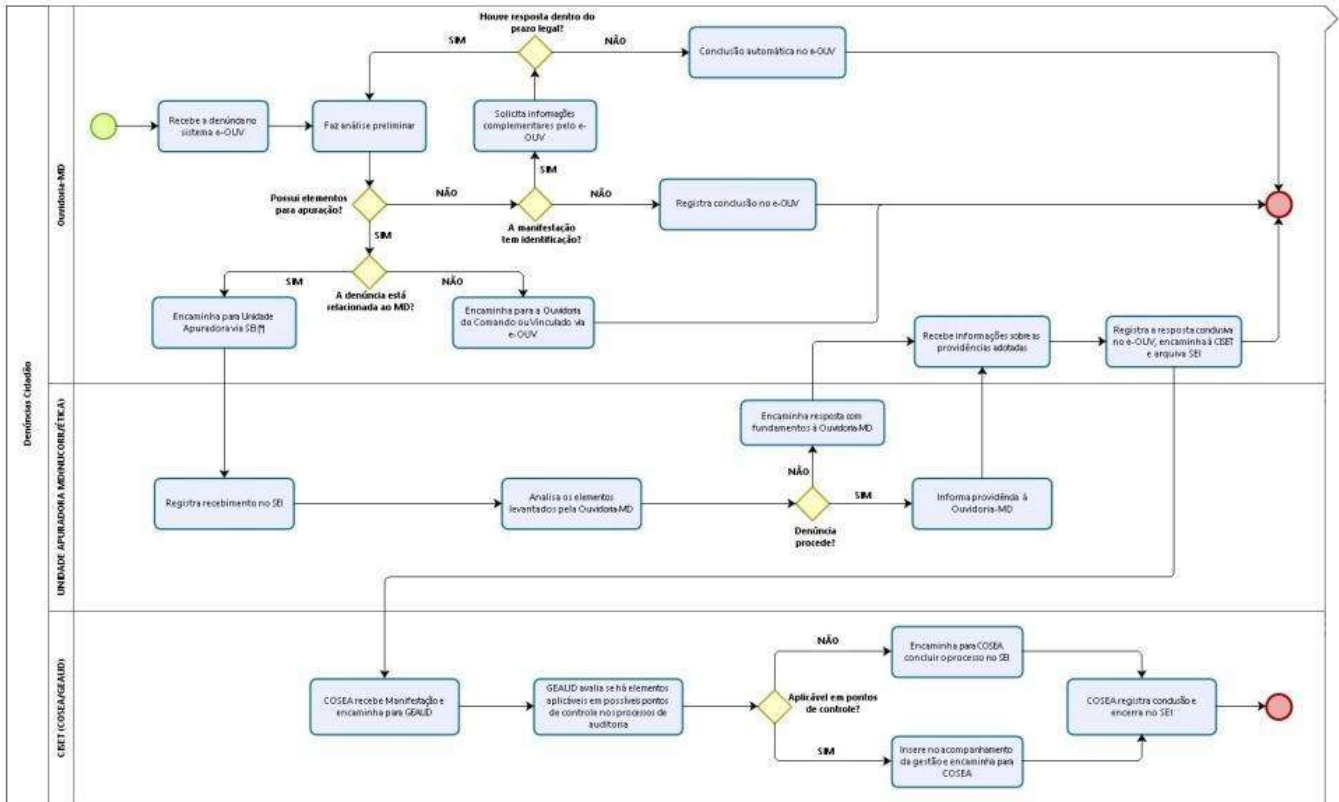 Denúncias Cidadão
Ouvidoria-MD
Houve resposta dentro do
prazo legal?
SIM
NÃO
Conclusão automática no e-OUV
Recebe a denúncia no
sistema e-OUV
Faz análise preliminar
Solicita informações
complementares pelo e-
OUV
SIM
Possui elementos
para apuração?
NÃO
NÃO
Registra conclusão no e-OUV
A manifestação
tem identificação?
SIM
SIM
NÃO
A denúncia está
relacionada ao MD?
Encaminha para Unidade
Apuradora via SEI(*)
Encaminha para a Ouvidoria
do Comando ou Vinculado via
e-OUV
Recebe informações sobre as
providências adotadas
Registra a resposta conclusiva
no e-OUV, encaminha à CISET
e arquiva SEI
UNIDADE APURADORA MD(NUCORR/ÉTICA)
Encaminha resposta com
fundamentos à Ouvidoria-MD
NÃO
Registra recebimento no SEI
Analisa os elementos
levantados pela Ouvidoria-MD
SIM
Informa providência à
Ouvidoria-MD
Denúncia
procede?
CISET (COSEA/GEAUD)
NÃO
Encaminha para COSEA
concluir o processo no SEI
COSEA recebe Manifestação e
encaminha para GEAUD
GEAUD avalia se há elementos
aplicáveis em possíveis pontos
de controle nos processos de
auditoria
Aplicável em pontos
de controle?
COSEA registra conclusão e
encerra no SEI
SIM
Insere no acompanhamento
da gestão e encaminha para
COSEA